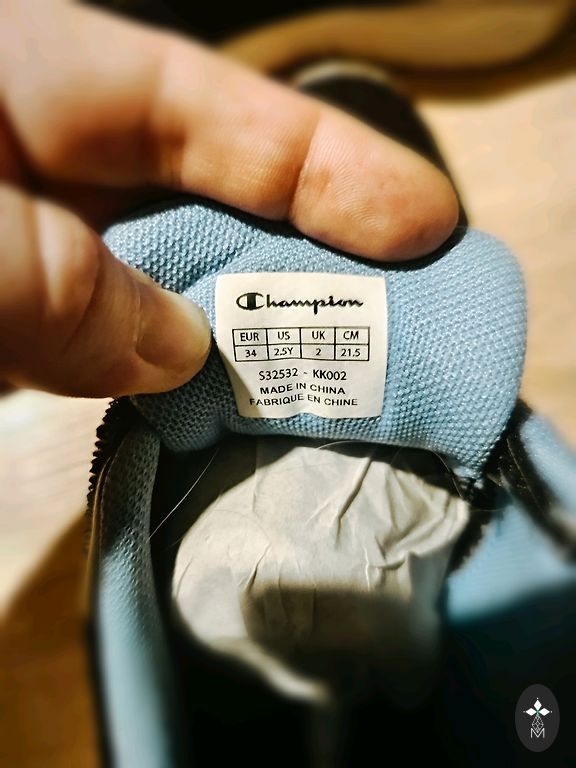 Champion
EUR US UK CM
34 2.5Y 2 21.5
S32532 - KK002
MADE IN CHINA
FABRIQUE EN CHINE
M